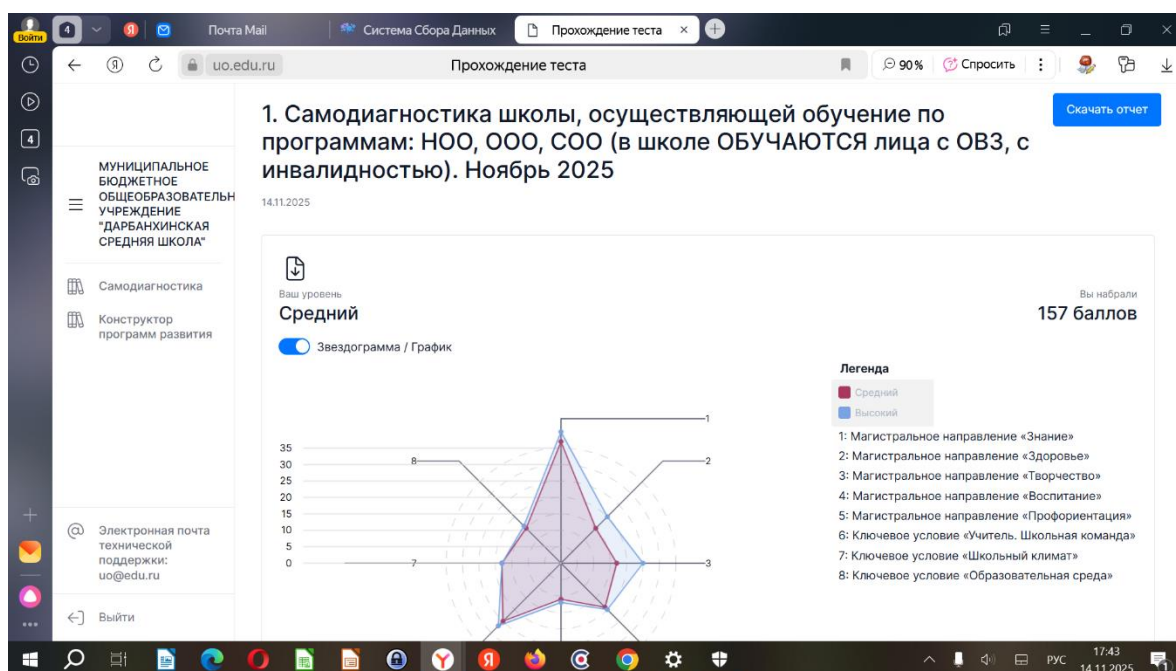 Войти
4
Почта Mail
Система Сбора Данных
Прохождение теста
uo.edu.ru
Прохождение теста
90 %
Спросить
4
МУНИЦИПАЛЬНОЕ
БЮДЖЕТНОЕ
ОБЩЕОБРАЗОВАТЕЛЬН
УЧРЕЖДЕНИЕ
"ДАРБАНХИНСКАЯ
СРЕДНЯЯ ШКОЛА"
Самодиагностика
Конструктор
программ развития
Электронная почта
технической
поддержки:
uo@edu.ru
Выйти
1. Самодиагностика школы, осуществляющей обучение по
программам: НОО, ООО, СОО (в школе ОБУЧАЮТСЯ лица с ОВЗ, с
инвалидностью). Ноябрь 2025
14.11.2025
Скачать отчет
Ваш уровень
Средний
Вы набрали
157 баллов
Звездограмма / График
35
30
25
20
15
10
5
0
1
2
3
7
8
Легенда
Средний
Высокий
1: Магистральное направление «Знание»
2: Магистральное направление «Здоровье»
3: Магистральное направление «Творчество»
4: Магистральное направление «Воспитание»
5: Магистральное направление «Профориентация»
6: Ключевое условие «Учитель. Школьная команда»
7: Ключевое условие «Школьный климат»
8: Ключевое условие «Образовательная среда»
РУС
17:43
14.11.2025